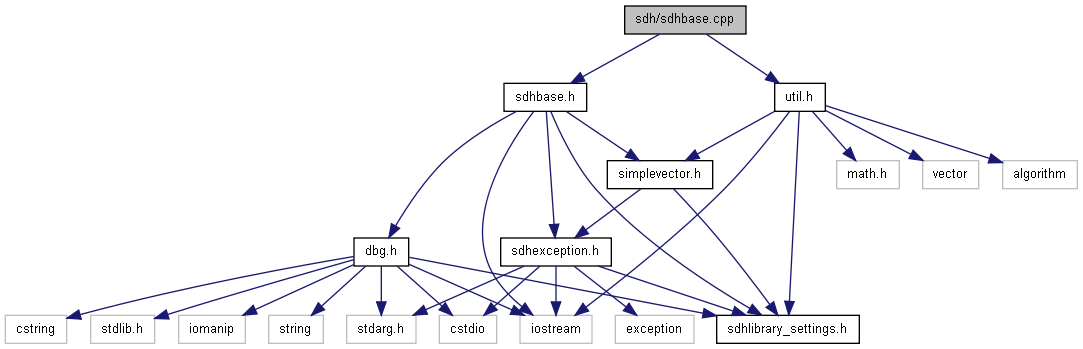 sdh/sdhbase.cpp
sdhbase.h
util.h
simplevector.h
math.h
vector
algorithm
dbg.h
sdhexception.h
cstring
stdlib.h
iomanip
string
stdarg.h
cstdio
iostream
exception
sdhlibrary_settings.h